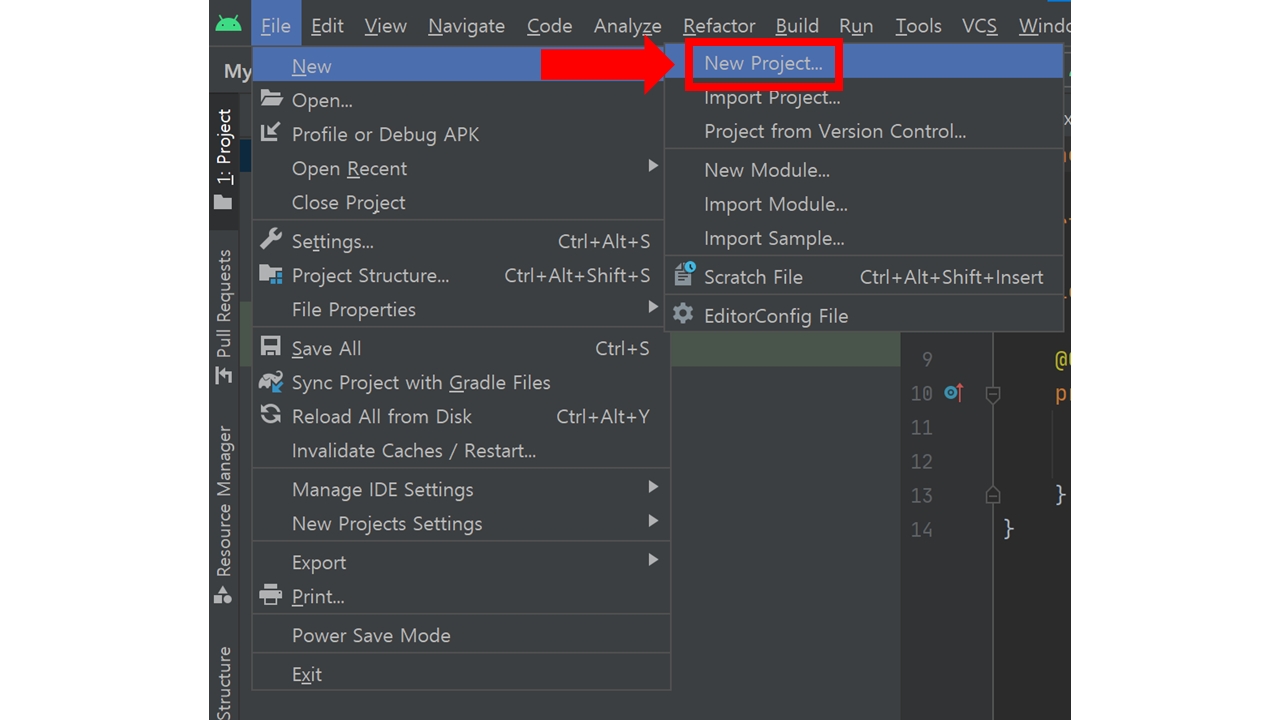 File Edit View Navigate Code Analyze Refactor Build Run Tools VCS
My
New
Open...
Profile or Debug APK
Open Recent
Close Project
Settings... Ctrl+Alt+S
Project Structure... Ctrl+Alt+Shift+S
File Properties
Save All Ctrl+S
Sync Project with Gradle Files
Reload All from Disk Ctrl+Alt+Y
Invalidate Caches / Restart...
Manage IDE Settings
New Projects Settings
Export
Print...
Power Save Mode
Exit
New Project...
Import Project...
Project from Version Control...
New Module...
Import Module...
Import Sample...
Scratch File Ctrl+Alt+Shift+Insert
EditorConfig File
1: Project
Pull Requests
Resource Manager
Structure
9
10
11
12
13 }
14 }